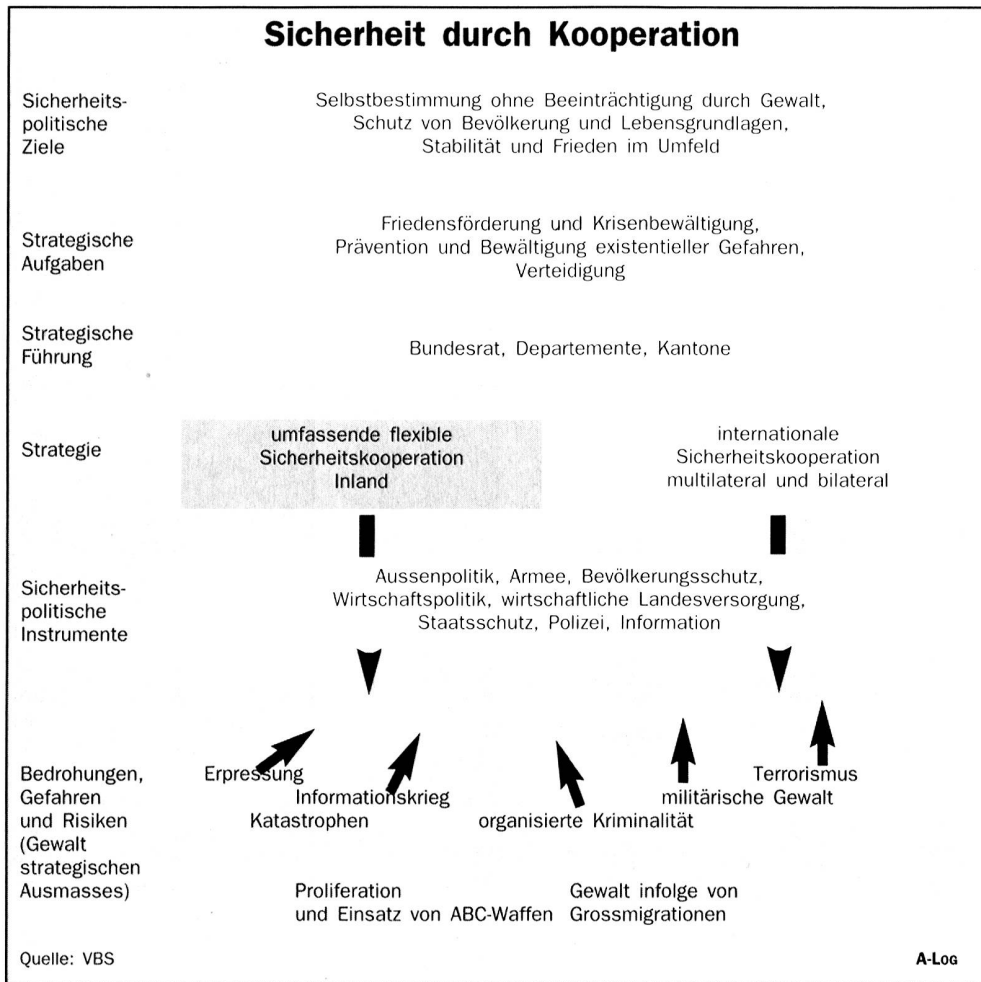 Sicherheit durch Kooperation
Sicherheits-
politische
Ziele
Selbstbestimmung ohne Beeinträchtigung durch Gewalt,
Schutz von Bevölkerung und Lebensgrundlagen,
Stabilität und Frieden im Umfeld
Strategische
Aufgaben
Friedensförderung und Krisenbewältigung,
Prävention und Bewältigung existentieller Gefahren,
Verteidigung
Strategische
Führung
Bundesrat, Departemente, Kantone
Strategie
umfassende flexible
Sicherheitskooperation
Inland
internationale
Sicherheitskooperation
multilateral und bilateral
Sicherheits-
politische
Instrumente
Aussenpolitik, Armee, Bevölkerungsschutz,
Wirtschaftspolitik, wirtschaftliche Landesversorgung,
Staatsschutz, Polizei, Information
Bedrohungen,
Gefahren
und Risiken
(Gewalt
strategischen
Ausmasses)
Erpressung
Informationskrieg
Katastrophen
organisierte Kriminalität
militärische Gewalt
Terrorismus
Proliferation
und Einsatz von ABC-Waffen
Gewalt infolge von
Grossmigrationen
Quelle: VBS
A-Log